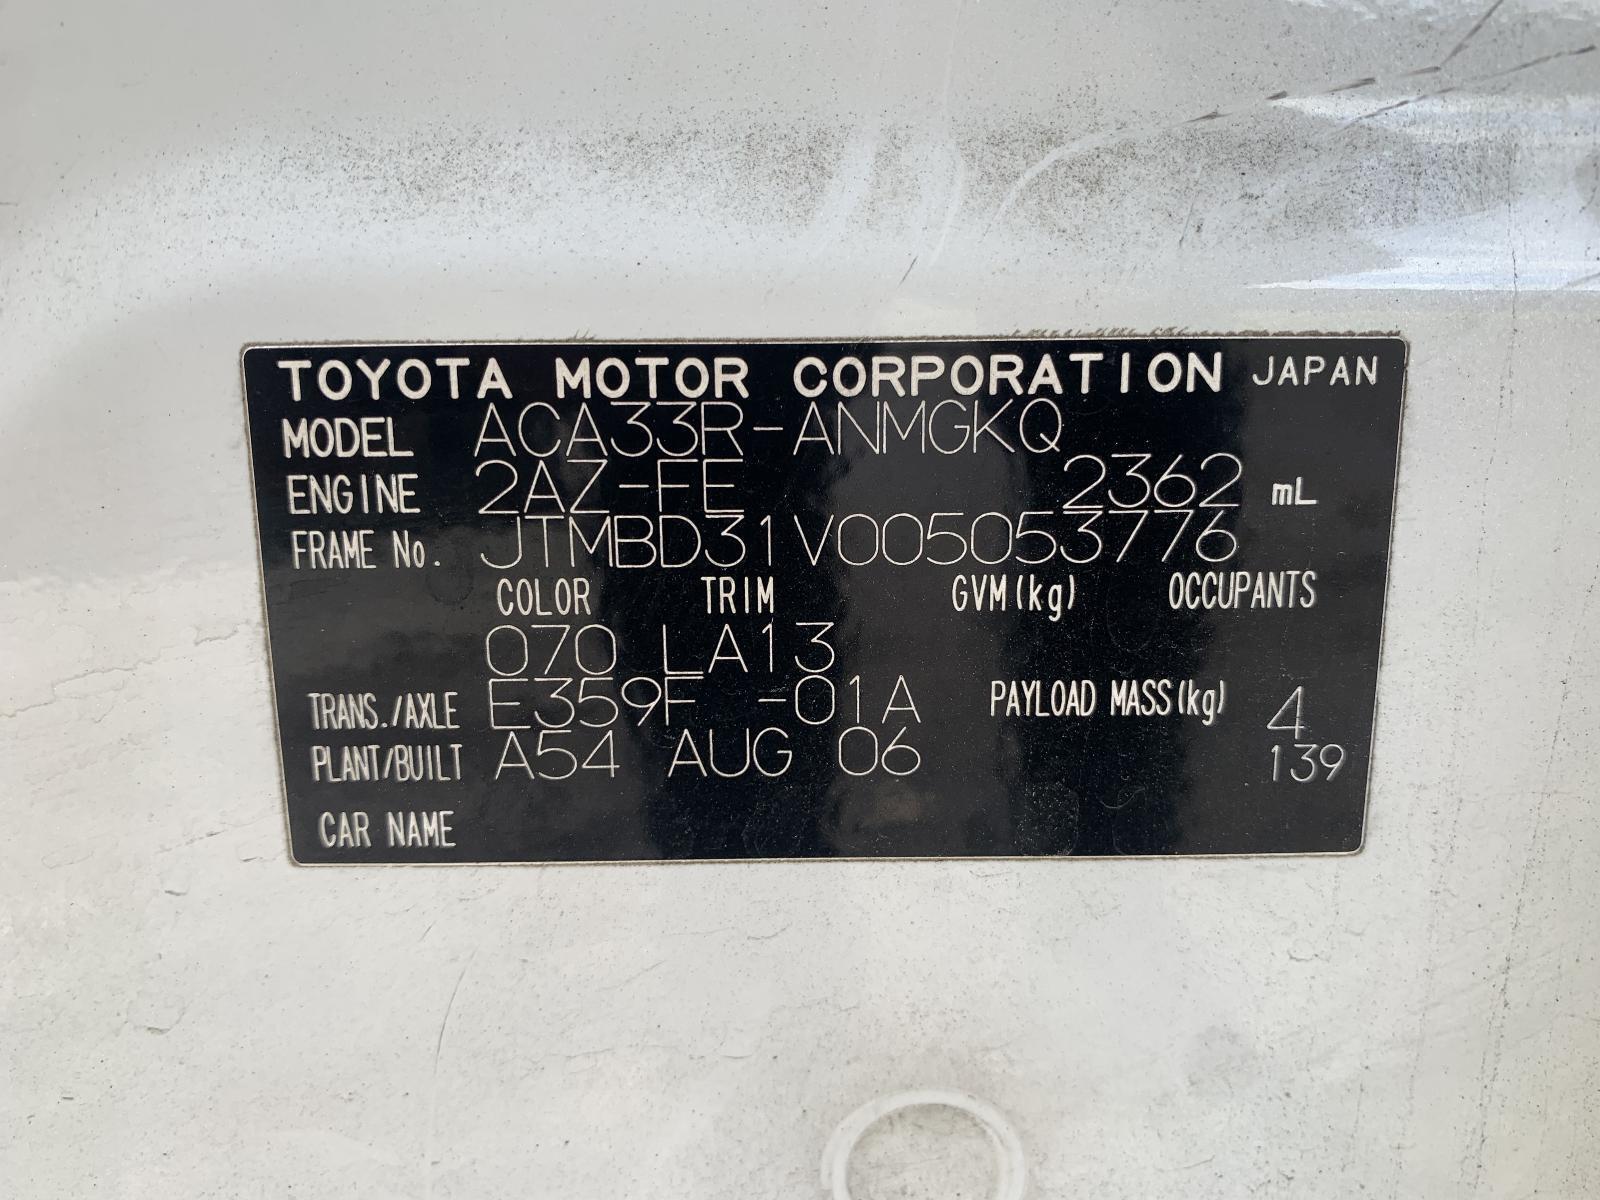 TOYOTA MOTOR CORPORATION JAPAN
MODEL ACA33R-ANMGKQ
ENGINE 2AZ-FE 2362 mL
FRAME No. JTMBD31V005053776
COLOR TRIM GVM(kg) OCCUPANTS
070 LA13
TRANS./AXLE E359F -01A PAYLOAD MASS(kg) 4
PLANT/BUILT A54 AUG 06 139
CAR NAME